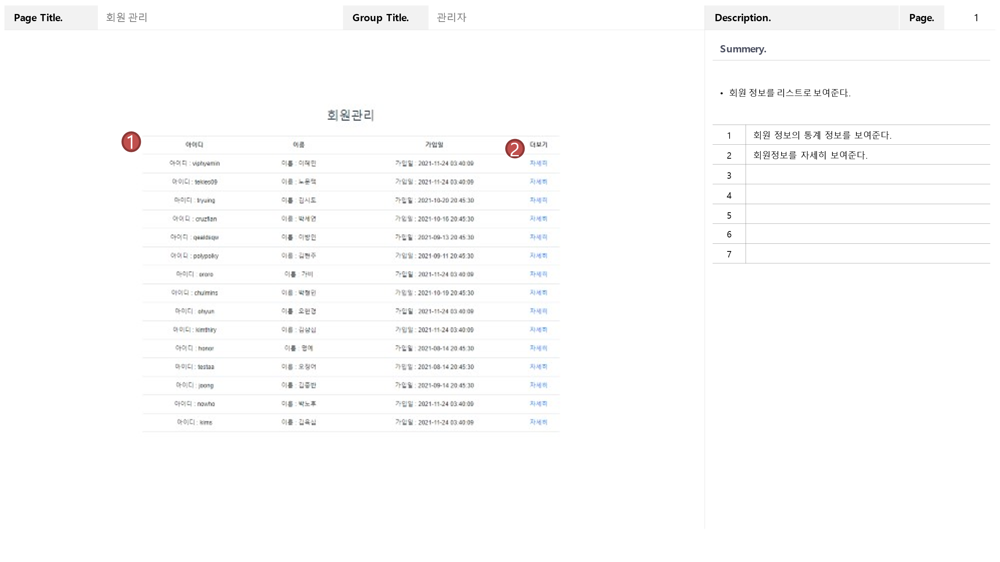 Page Title. 회원 관리 Group Title. 관리자 Description. Page. 1
Summery.
• 회원 정보를 리스트로 보여준다..
회원관리
1 회원 정보의 통계 정보를 보여준다.
2 회원정보를 자세히 보여준다.
3
4
5
6
7
1 아이디 이름 가입일 2 더보기
아이디 : viphyemin 이름 : 이혜민 가입일 : 2021-11-24 03:40:09 자세히
아이디 : tekies09 이름 : 노윤택 가입일 : 2021-11-24 03:40:09 자세히
아이디 : tryuing 이름 : 김시도 가입일 : 2021-10-20 20:45:30 자세히
아이디 : 이름 : 박세연 가입일 : 2021-10-16 20:45:30 자세히
아이디 : 이름 : 이방인 가입일 : 2021-09-13 20:45:30 자세히
아이디 : polypolky 이름 : 김현주 가입일 : 2021-09-11 20:45:30 자세히
아이디 : ororo 이름 : 가비 가입일 : 2021-11-24 03:40:09 자세히
아이디 : chulmins 이름 : 박철민 가입일 : 2021-10-19 20:45:30 자세히
아이디 : ohyun 이름 : 오현경 가입일 : 2021-11-24 03:40:09 자세히
아이디 : kimthiry 이름 : 김삼십 가입일 : 2021-11-24 03:40:09 자세히
아이디 : honor 이름 : 명예 가입일 : 2021-08-14 20:45:30 자세히
아이디 : testaa 이름 : 오징어 가입일 : 2021-08-14 20:45:30 자세히
아이디 : joong 이름 : 김중반 가입일 : 2021-09-14 20:45:30 자세히
아이디 : nowho 이름 : 박노후 가입일 : 2021-11-24 03:40:09 자세히
아이디 : kims 이름 : 김육십 가입일 : 2021-11-24 03:40:09 자세히